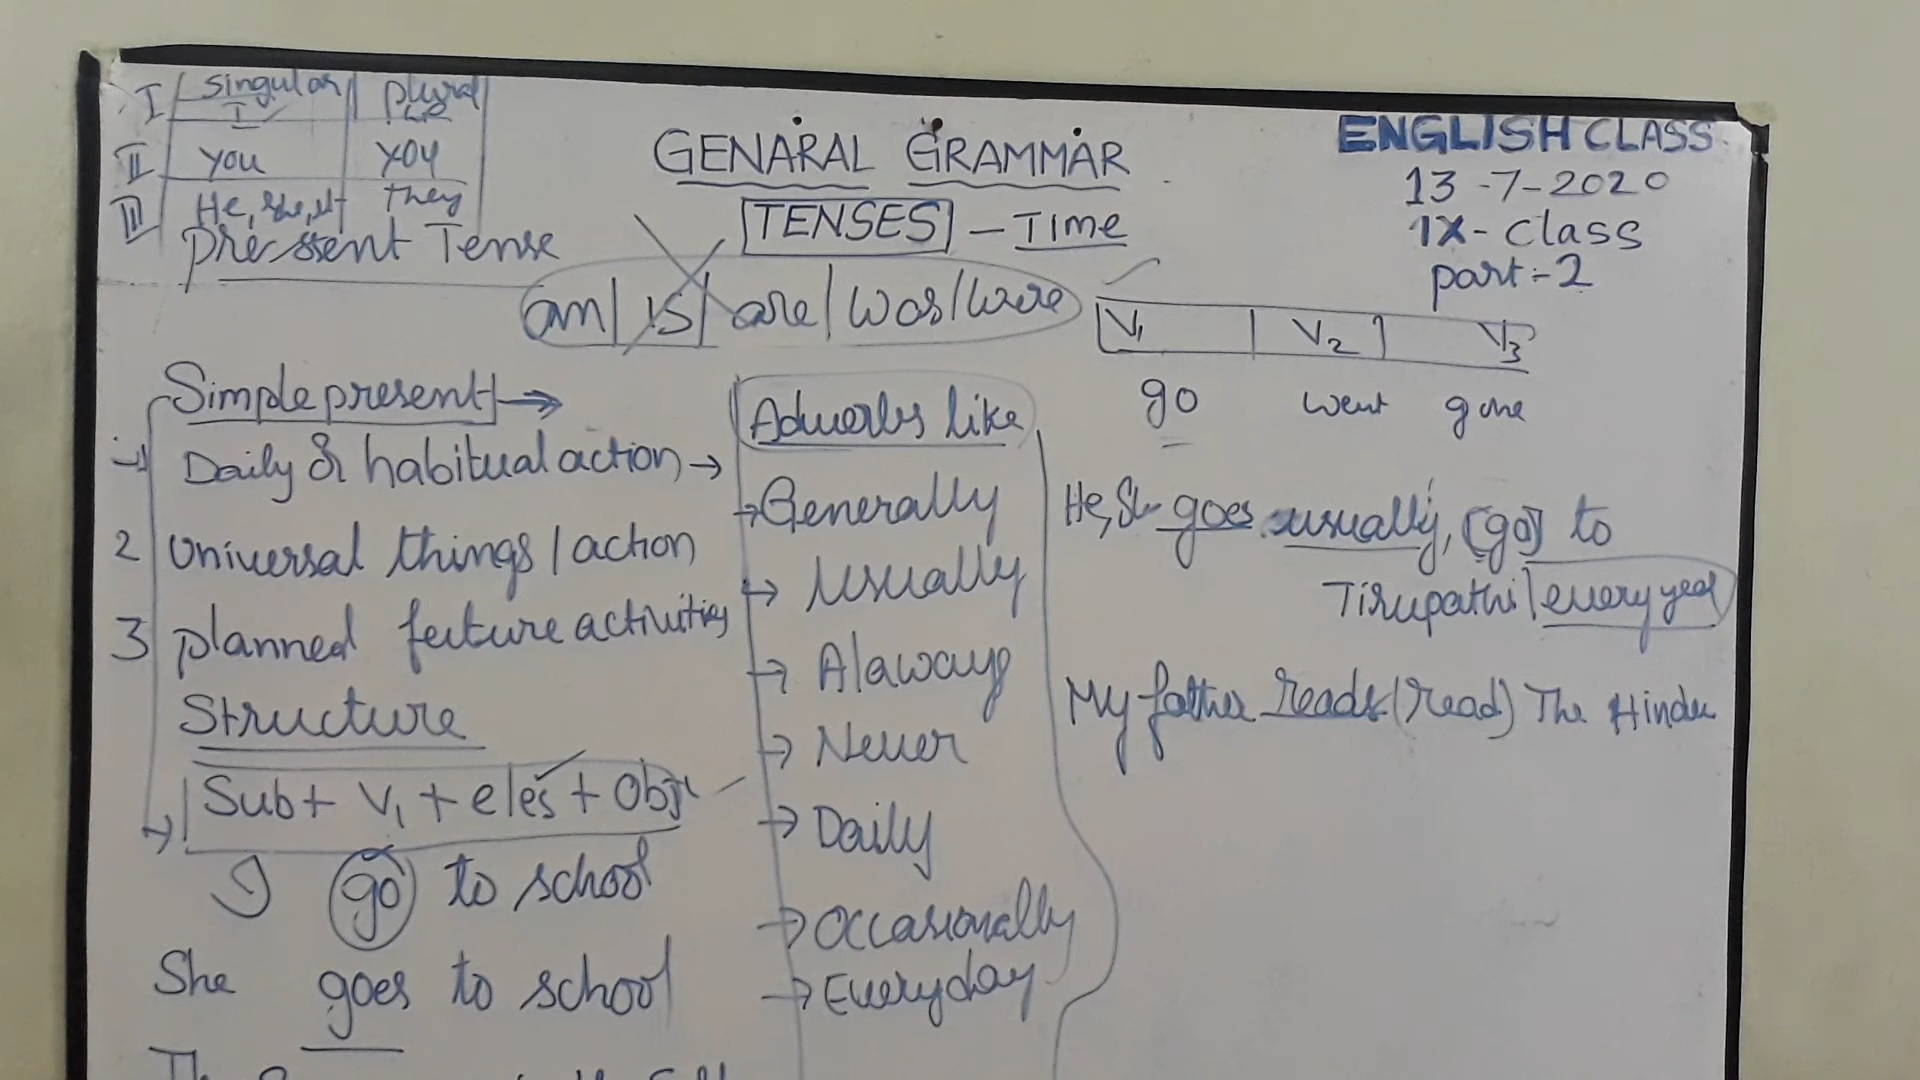 I singular plural
I
II you you
III He, she, it they
present Tense
GENARAL GRAMMAR
TENSES - TIME
ENGLISH CLASS
13-7-2020
IX- class
part:-2
am/is/are/was/were
V1 V2 V3
go went gone
Simple present →
Daily & habitual action →
2 universal things/action
3 planned feuture activities
Structure
→ Sub + V1 + e/es + Obj
I go to school
She goes to school
Adverbs like
→ Generally
→ Usually
→ Alaways
→ Never
→ Daily
→ Occasionally
→ Everyday
He, She goes usually, (go) to
Tirupathi every year
My father reads (read) The Hindu